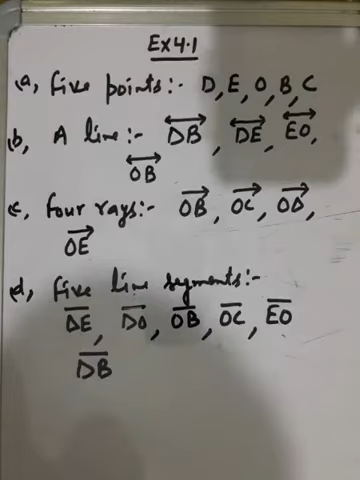 Ex 4.1
(a, five points:- D, E, O, B, C
(b, A line:- DB, DE, EO,
OB
(c, four rays:- OB, OC, OD,
OE
(d, five line segments:-
DE, DO, OB, OC, EO
DB